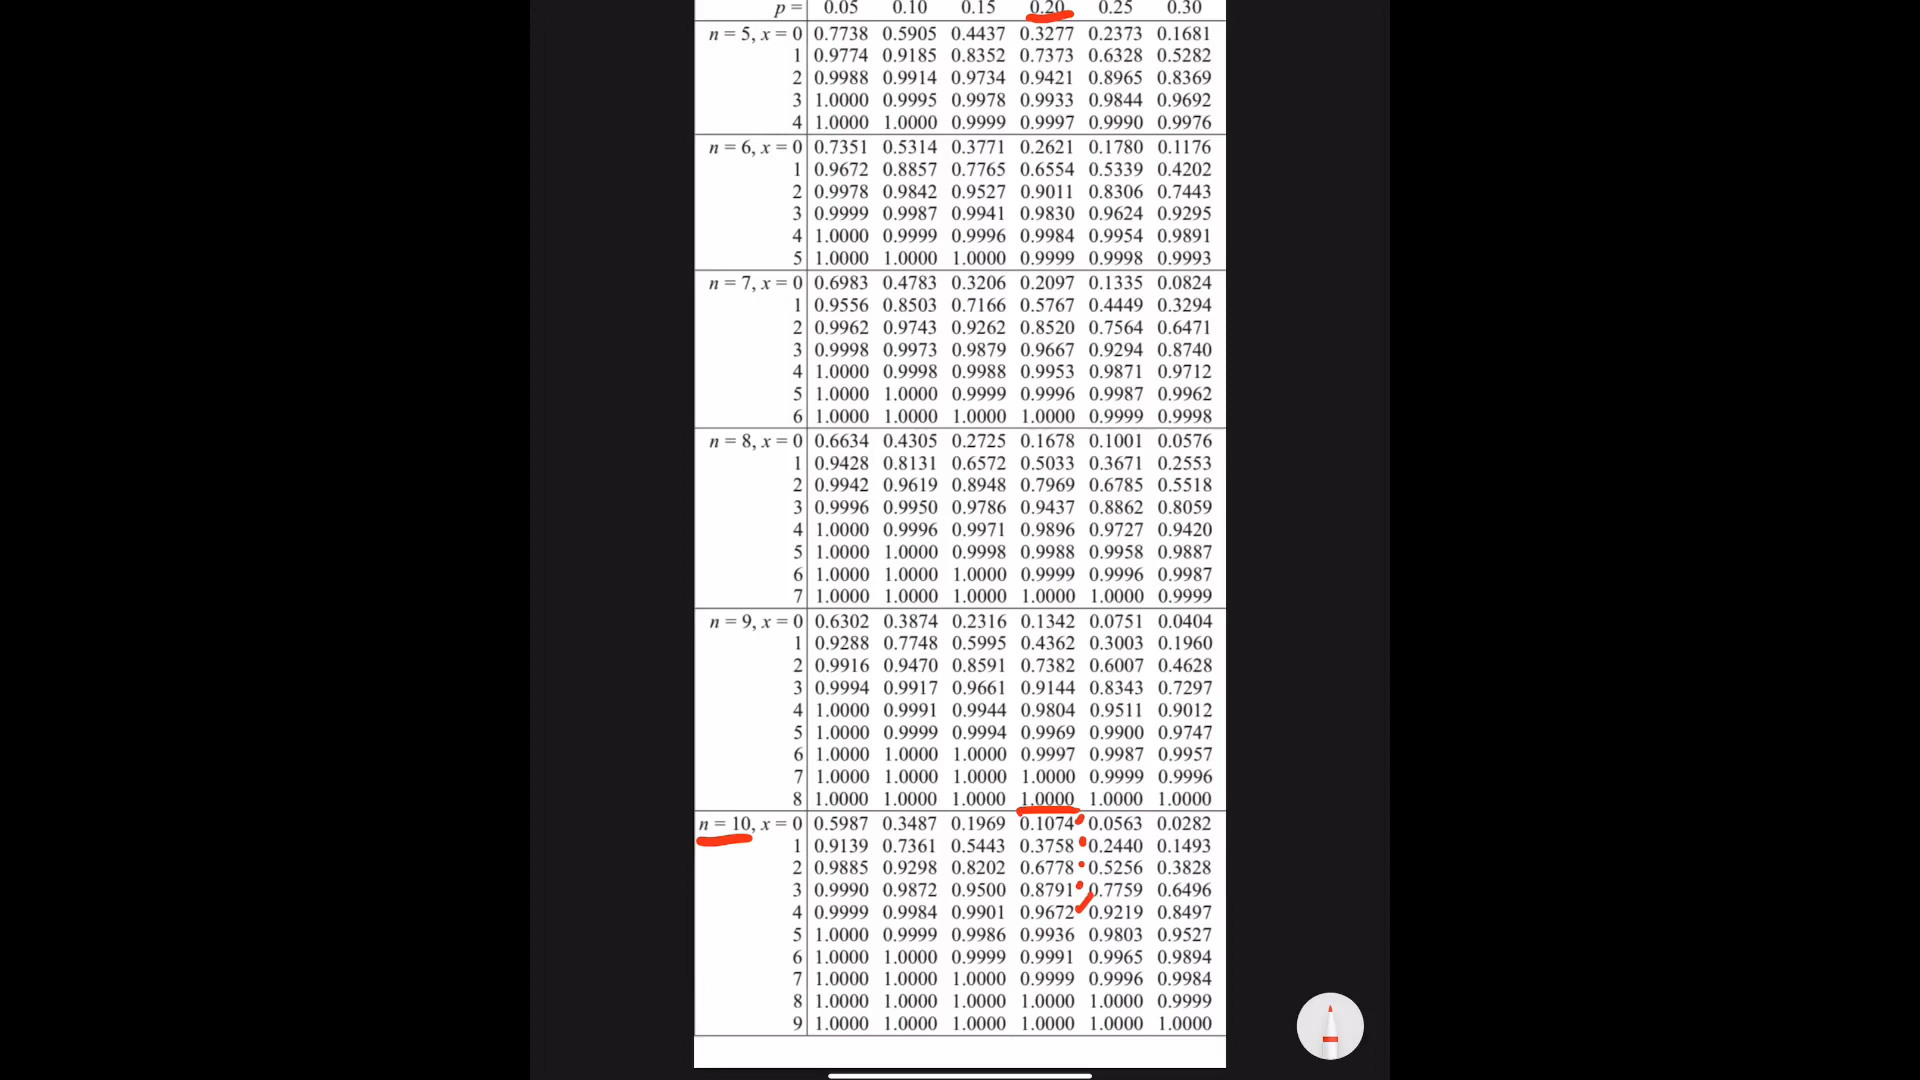 p = 0.05 0.10 0.15 0.20 0.25 0.30
n = 5, x = 0 0.7738 0.5905 0.4437 0.3277 0.2373 0.1681
1 0.9774 0.9185 0.8352 0.7373 0.6328 0.5282
2 0.9988 0.9914 0.9734 0.9421 0.8965 0.8369
3 1.0000 0.9995 0.9978 0.9933 0.9844 0.9692
4 1.0000 1.0000 0.9999 0.9997 0.9990 0.9976
n = 6, x = 0 0.7351 0.5314 0.3771 0.2621 0.1780 0.1176
1 0.9672 0.8857 0.7765 0.6554 0.5339 0.4202
2 0.9978 0.9842 0.9527 0.9011 0.8306 0.7443
3 0.9999 0.9987 0.9941 0.9830 0.9624 0.9295
4 1.0000 0.9999 0.9996 0.9984 0.9954 0.9891
5 1.0000 1.0000 1.0000 0.9999 0.9998 0.9993
n = 7, x = 0 0.6983 0.4783 0.3206 0.2097 0.1335 0.0824
1 0.9556 0.8503 0.7166 0.5767 0.4449 0.3294
2 0.9962 0.9743 0.9262 0.8520 0.7564 0.6471
3 0.9998 0.9973 0.9879 0.9667 0.9294 0.8740
4 1.0000 0.9998 0.9988 0.9953 0.9871 0.9712
5 1.0000 1.0000 0.9999 0.9996 0.9987 0.9962
6 1.0000 1.0000 1.0000 1.0000 0.9999 0.9998
n = 8, x = 0 0.6634 0.4305 0.2725 0.1678 0.1001 0.0576
1 0.9428 0.8131 0.6572 0.5033 0.3671 0.2553
2 0.9942 0.9619 0.8948 0.7969 0.6785 0.5518
3 0.9996 0.9950 0.9786 0.9437 0.8862 0.8059
4 1.0000 0.9996 0.9971 0.9896 0.9727 0.9420
5 1.0000 1.0000 0.9998 0.9988 0.9958 0.9887
6 1.0000 1.0000 1.0000 0.9999 0.9996 0.9987
7 1.0000 1.0000 1.0000 1.0000 1.0000 0.9999
n = 9, x = 0 0.6302 0.3874 0.2316 0.1342 0.0751 0.0404
1 0.9288 0.7748 0.5995 0.4362 0.3003 0.1960
2 0.9916 0.9470 0.8591 0.7382 0.6007 0.4628
3 0.9994 0.9917 0.9661 0.9144 0.8343 0.7297
4 1.0000 0.9991 0.9944 0.9804 0.9511 0.9012
5 1.0000 0.9999 0.9994 0.9969 0.9900 0.9747
6 1.0000 1.0000 1.0000 0.9997 0.9987 0.9957
7 1.0000 1.0000 1.0000 1.0000 0.9999 0.9996
8 1.0000 1.0000 1.0000 1.0000 1.0000 1.0000
n = 10, x = 0 0.5987 0.3487 0.1969 0.1074 0.0563 0.0282
1 0.9139 0.7361 0.5443 0.3758 0.2440 0.1493
2 0.9885 0.9298 0.8202 0.6778 0.5256 0.3828
3 0.9990 0.9872 0.9500 0.8791 0.7759 0.6496
4 0.9999 0.9984 0.9901 0.9672 0.9219 0.8497
5 1.0000 0.9999 0.9986 0.9936 0.9803 0.9527
6 1.0000 1.0000 0.9999 0.9991 0.9965 0.9894
7 1.0000 1.0000 1.0000 0.9999 0.9996 0.9984
8 1.0000 1.0000 1.0000 1.0000 1.0000 0.9999
9 1.0000 1.0000 1.0000 1.0000 1.0000 1.0000